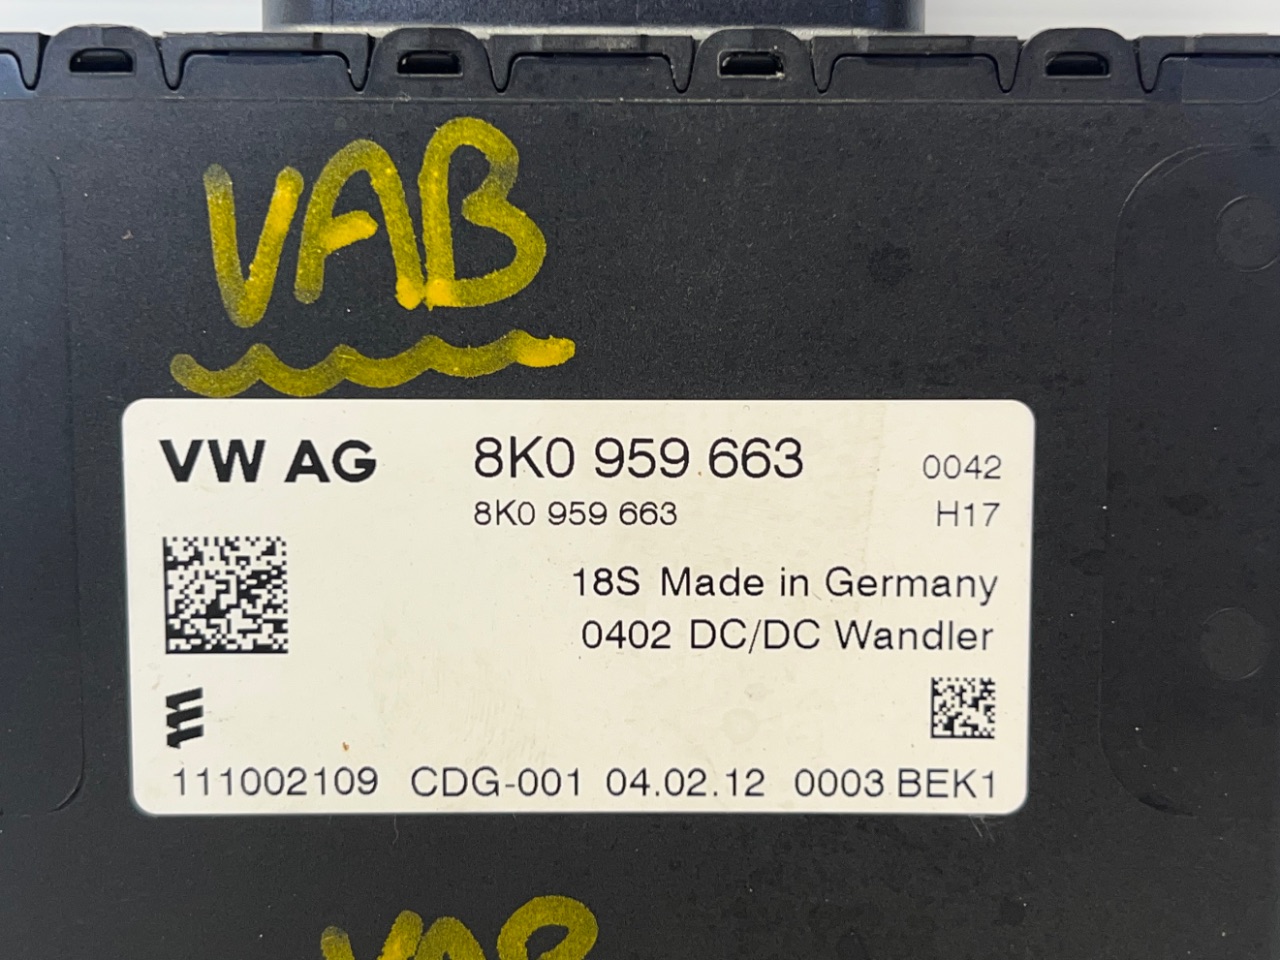 VAB
VW AG 8K0 959 663 0042
8K0 959 663 H17
18S Made in Germany
0402 DC/DC Wandler
111002109 CDG-001 04.02.12 0003 BEK1